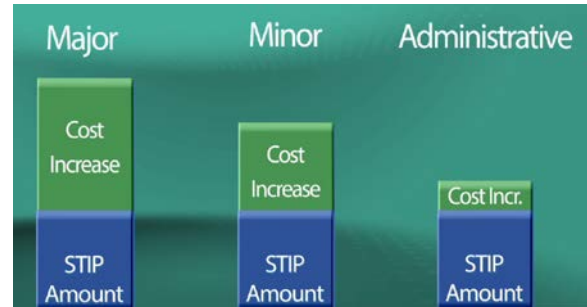 Major
Minor
Administrative
Cost
Increase
Cost
Increase
Cost Incr.
STIP
Amount
STIP
Amount
STIP
Amount